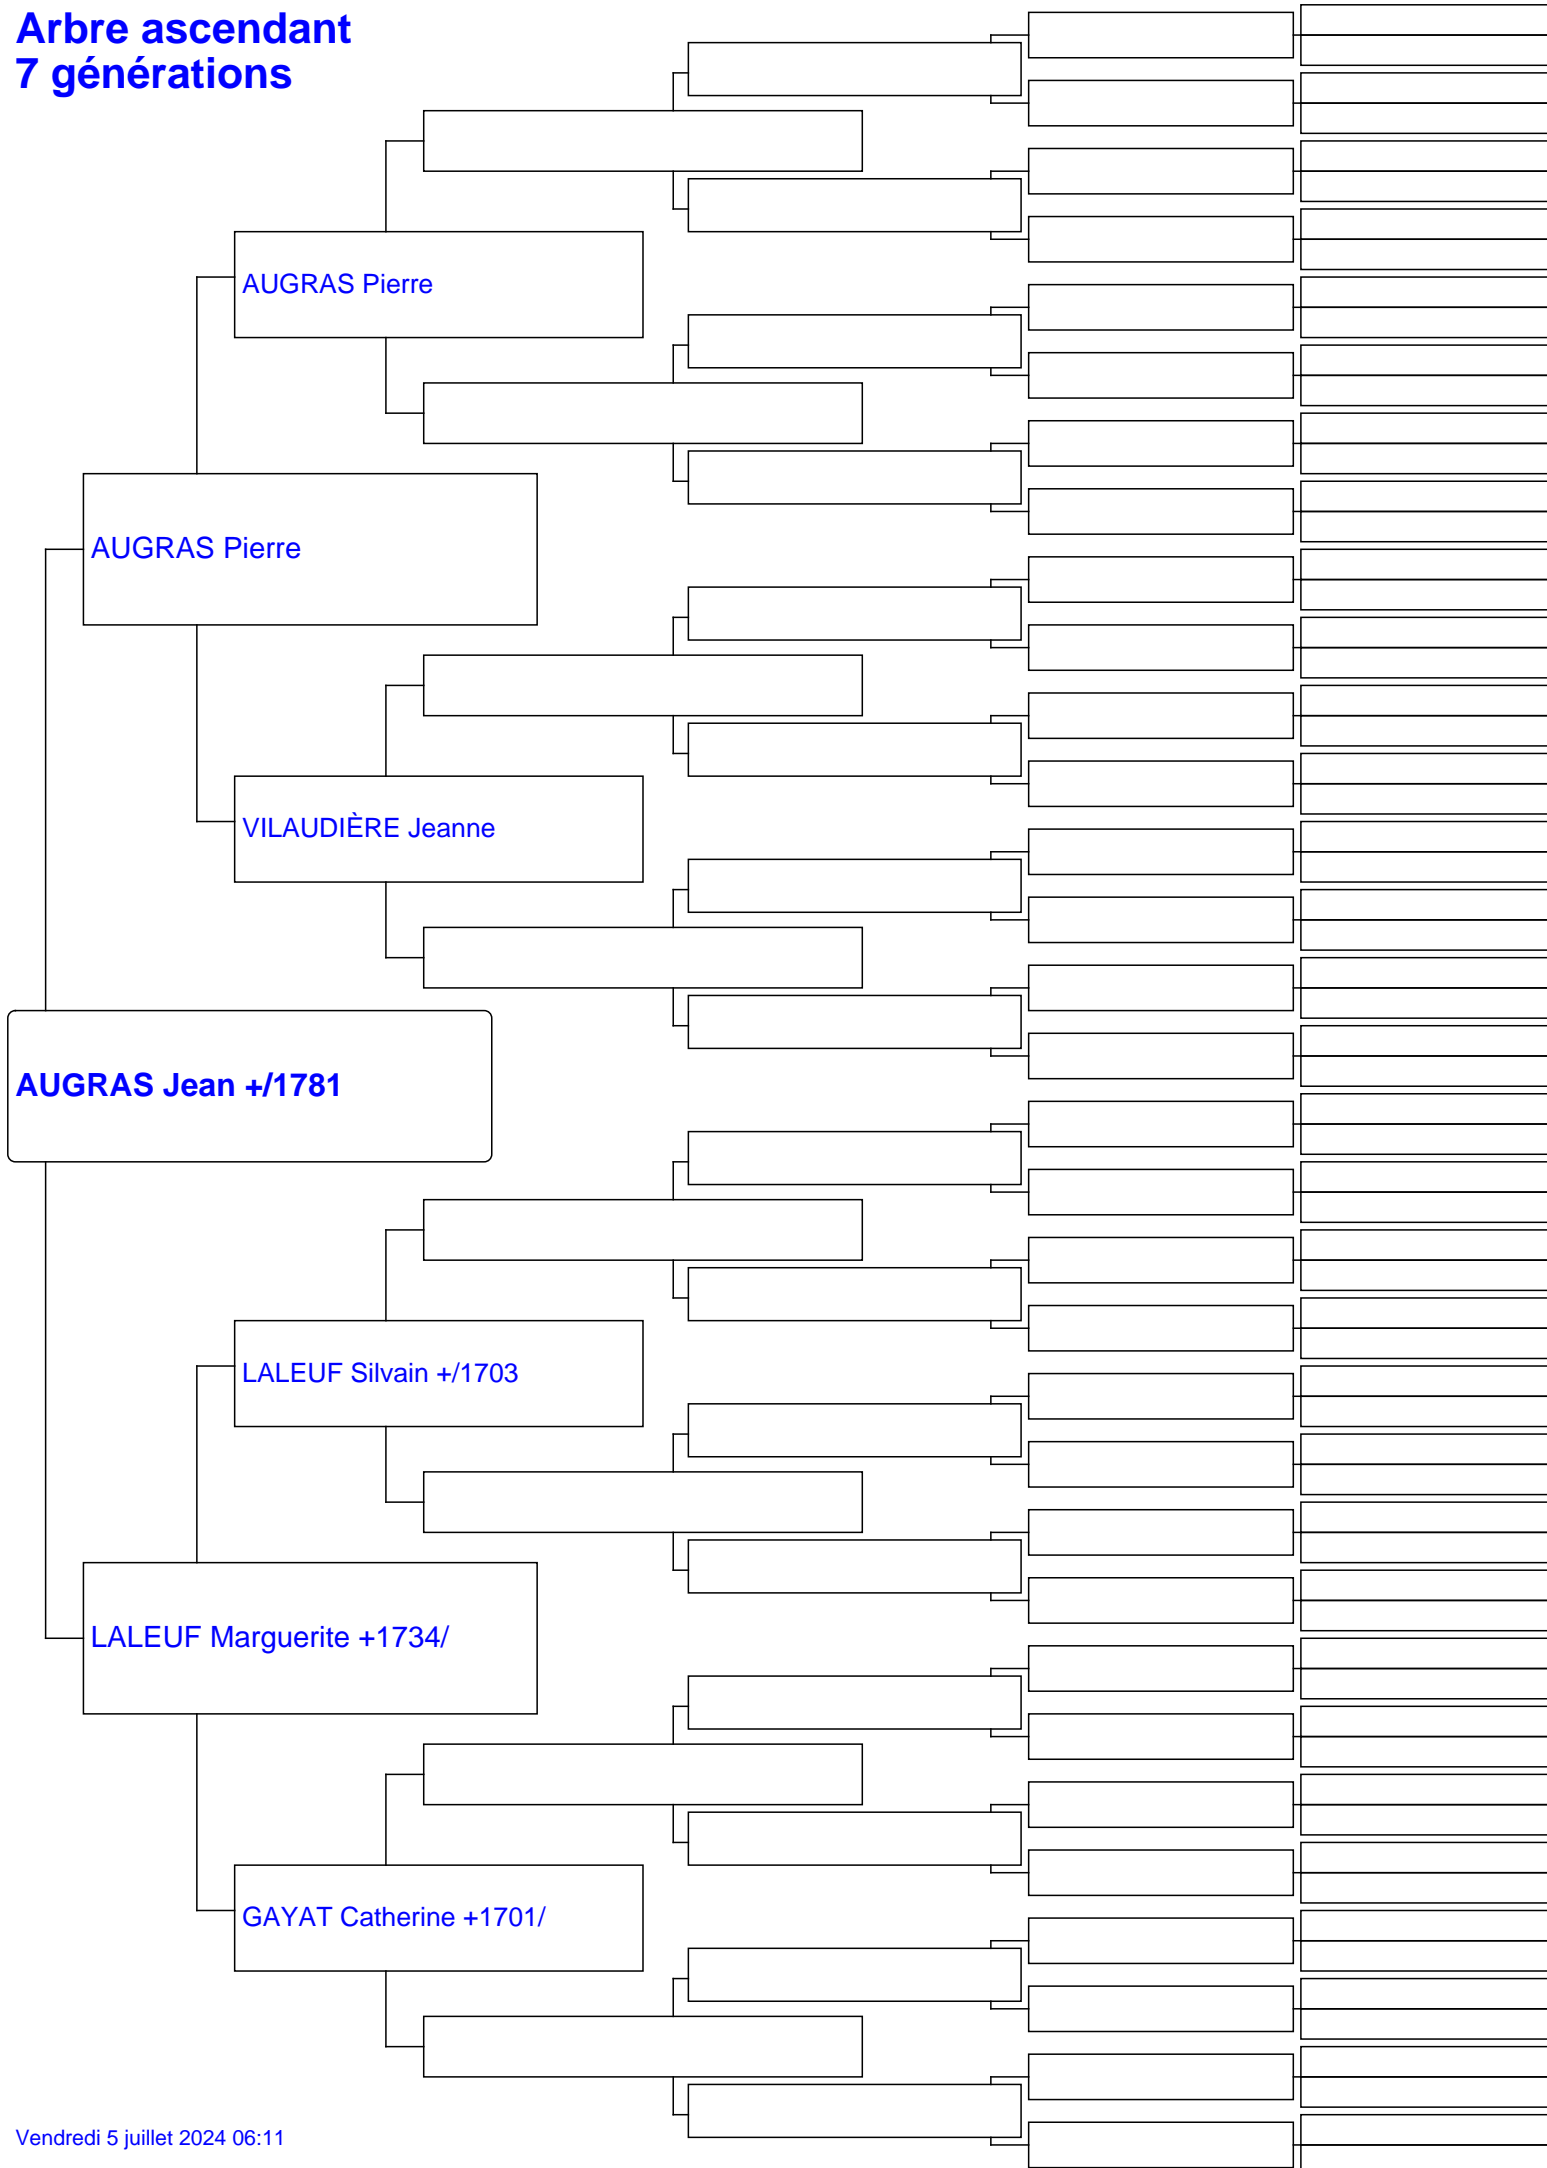 Arbre ascendant
7 générations
AUGRAS Pierre
AUGRAS Pierre
VILAUDIÈRE Jeanne
AUGRAS Jean +/1781
LALEUF Silvain +/1703
LALEUF Marguerite +1734/
GAYAT Catherine +1701/
Vendredi 5 juillet 2024 06:11